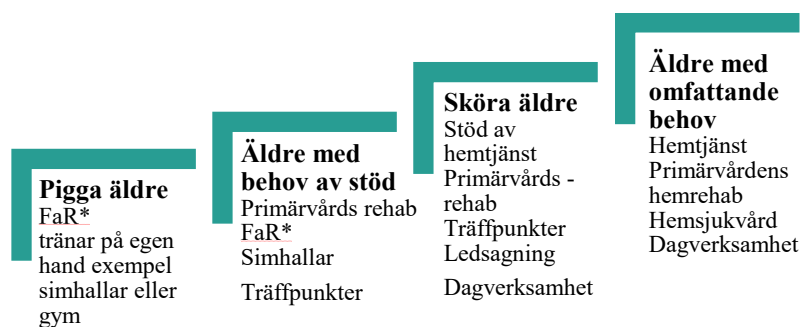 Pigga äldre
FaR*
tränar på egen
hand exempel
simhallar eller
gym
Äldre med
behov av stöd
Primärvårds rehab
FaR*
Simhallar
Träffpunkter
Sköra äldre
Stöd av
hemtjänst
Primärvårds -
rehab
Träffpunkter
Ledsagning
Dagverksamhet
Äldre med
omfattande
behov
Hemtjänst
Primärvårdens
hemrehab
Hemsjukvård
Dagverksamhet